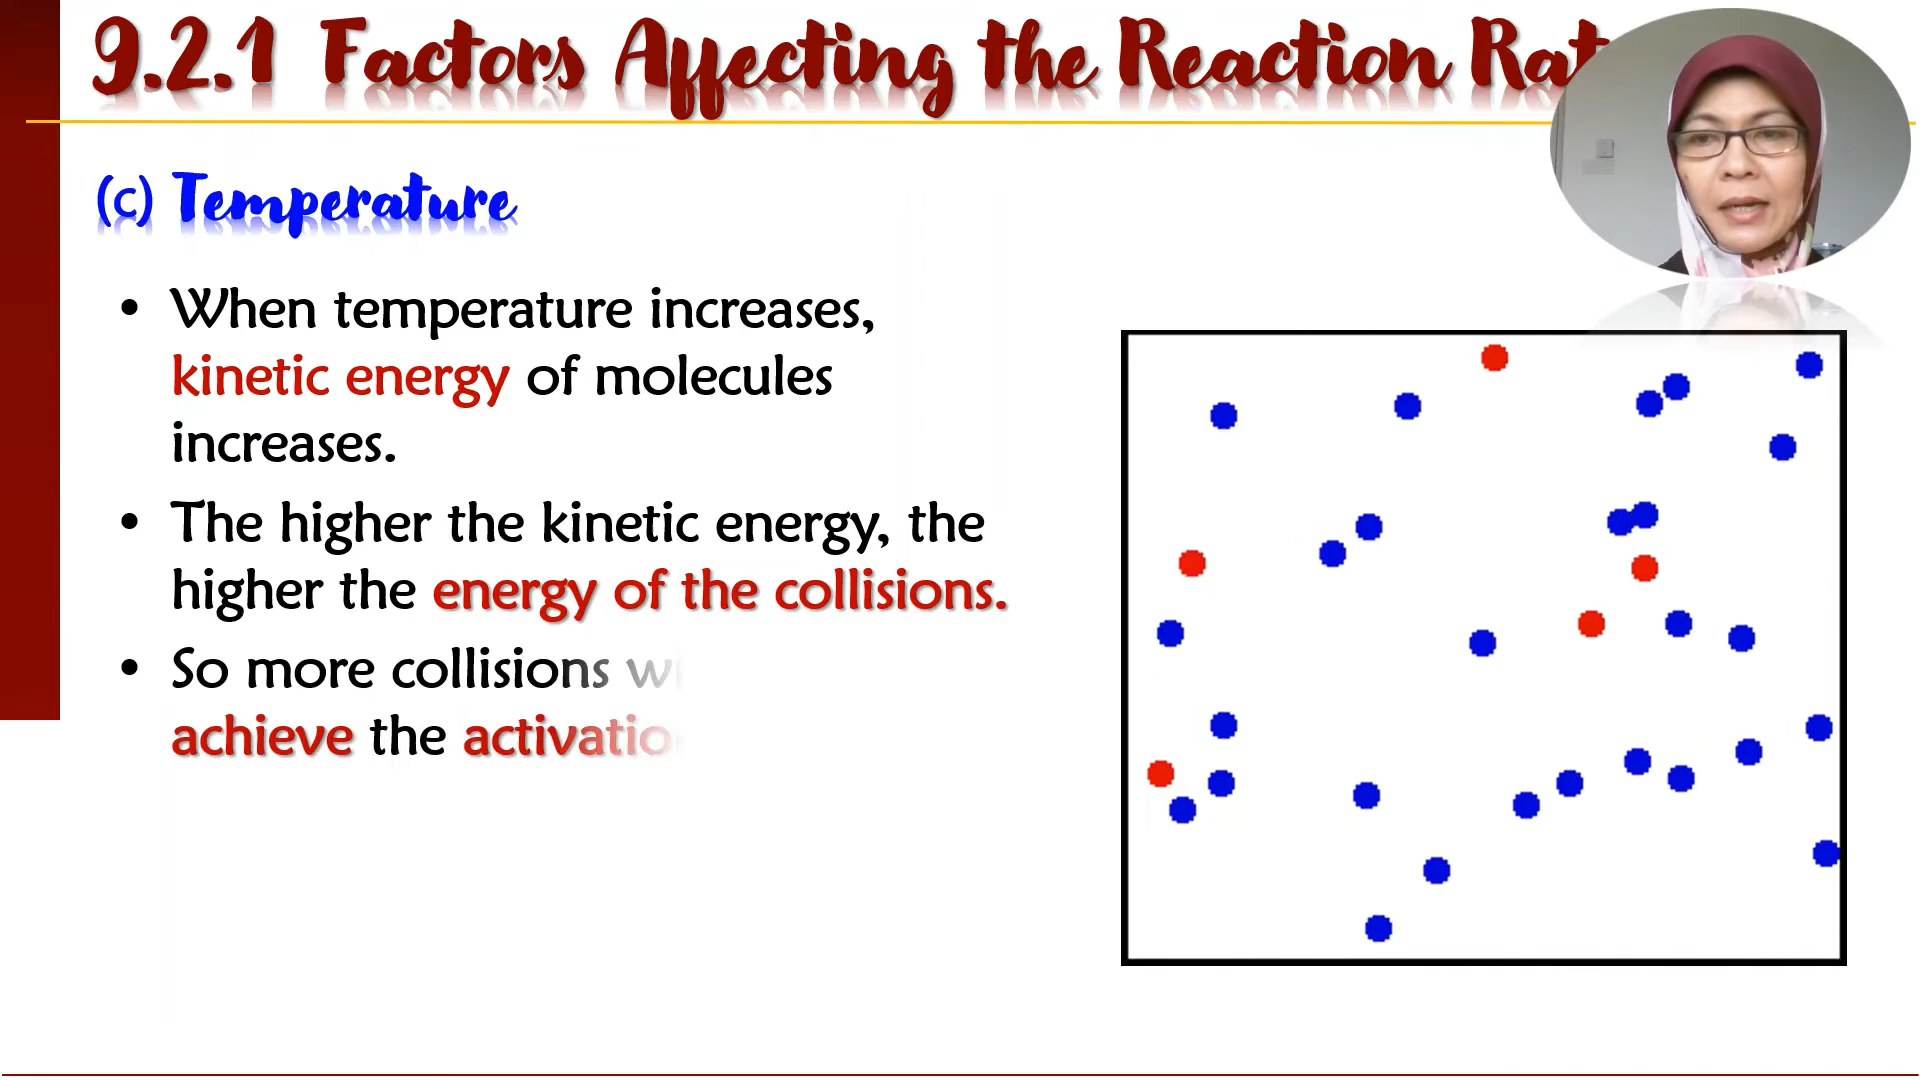 9.2.1 Factors Affecting the Reaction Rat
(c) Temperature
• When temperature increases,
kinetic energy of molecules
increases.
• The higher the kinetic energy, the
higher the energy of the collisions.
• So more collisions
achieve the activatio